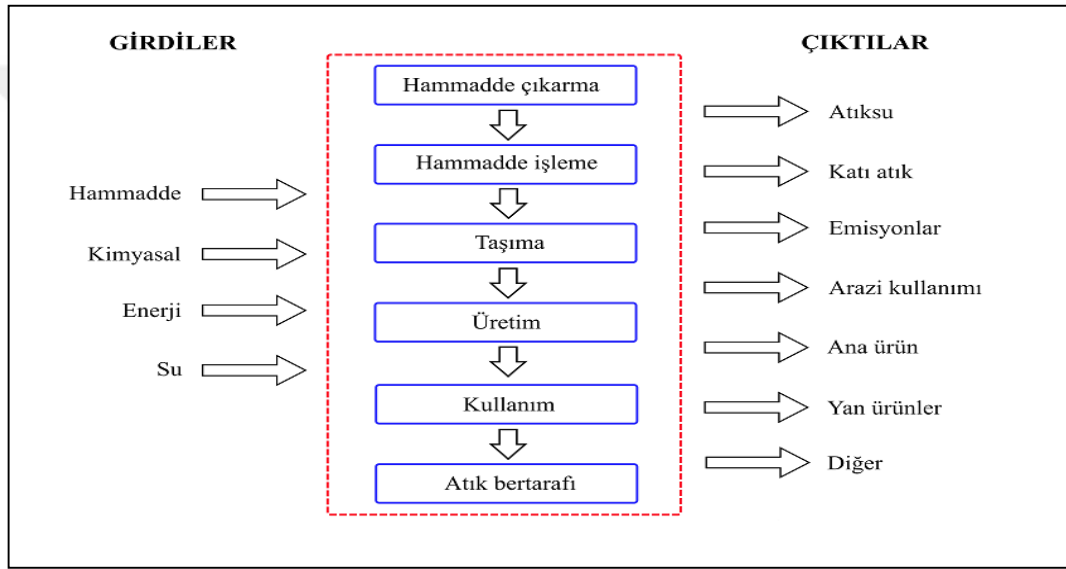 GİRDİLER
Hammadde
Kimyasal
Enerji
Su
Hammadde çıkarma
Hammadde işleme
Taşıma
Üretim
Kullanım
Atık bertarafı
ÇIKTILAR
Atıksu
Katı atık
Emisyonlar
Arazi kullanımı
Ana ürün
Yan ürünler
Diğer